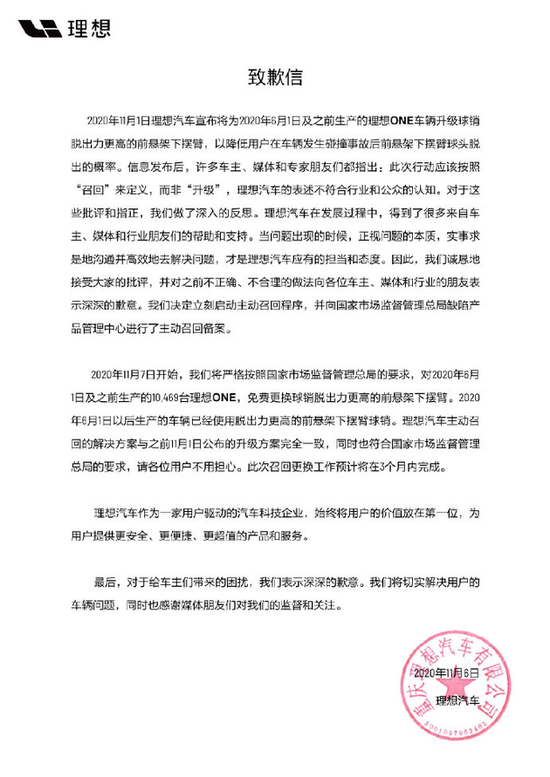 理想
致歉信
2020年11月1日理想汽车宣布将为2020年6月1日及之前生产的理想ONE车辆升级球销
脱出力更高的前悬架下摆臂，以降低用户在车辆发生碰撞事故后前悬架下摆臂球头脱
出的概率。信息发布后，许多车主、媒体和专家朋友们都指出：此次行动应该按照
“召回”来定义，而非“升级”，理想汽车的表述不符合行业和公众的认知。对于这
些批评和指正，我们做了深入的反思。理想汽车在发展过程中，得到了很多来自车
主、媒体和行业朋友们的帮助和支持。当问题出现的时候，正视问题的本质，实事求
是地沟通并高效地去解决问题，才是理想汽车应有的担当和态度。因此，我们诚恳地
接受大家的批评，并对之前不正确、不合理的做法向各位车主、媒体和行业的朋友表
示深深的歉意。我们决定立刻启动主动召回程序，并向国家市场监督管理总局缺陷产
品管理中心进行了主动召回备案。
2020年11月7日开始，我们将严格按照国家市场监督管理总局的要求，对2020年6月
1日及之前生产的10,469台理想ONE，免费更换球销脱出力更高的前悬架下摆臂。2020
年6月1日以后生产的车辆已经使用脱出力更高的前悬架下摆臂球销。理想汽车主动召
回的解决方案与之前11月1日公布的升级方案完全一致，同时也符合国家市场监督管理
总局的要求，请各位用户不用担心。此次召回更换工作预计将在3个月内完成。
理想汽车作为一家用户驱动的汽车科技企业，始终将用户的价值放在第一位，为
用户提供更安全、更便捷、更超值的产品和服务。
最后，对于给车主们带来的困扰，我们表示深深的歉意。我们将切实解决用户的
车辆问题，同时也感谢媒体朋友们对我们的监督和关注。
重庆理想汽车有限公司
2020年11月6日
理想汽车